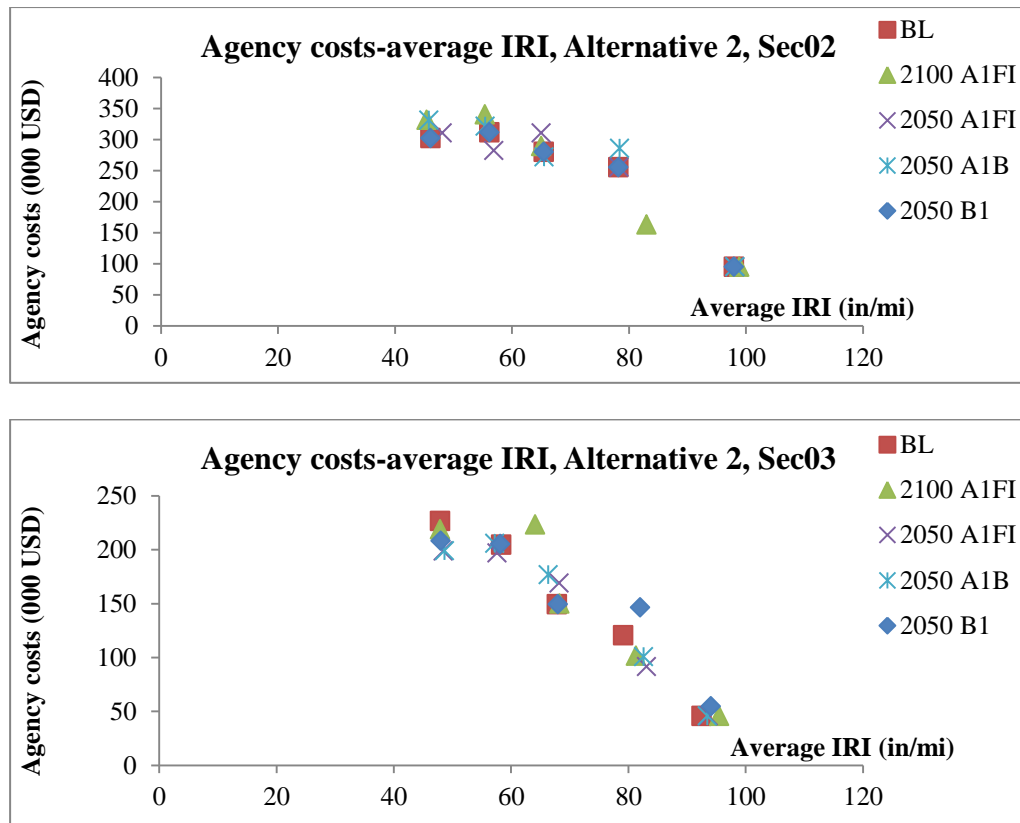 Agency costs-average IRI, Alternative 2, Sec02
Agency costs (000 USD)
400
350
300
250
200
150
100
50
0
0 20 40 60 80 100 120
Average IRI (in/mi)
BL
2100 A1FI
2050 A1FI
2050 A1B
2050 B1
Agency costs-average IRI, Alternative 2, Sec03
Agency costs (000 USD)
250
200
150
100
50
0
0 20 40 60 80 100 120
Average IRI (in/mi)
BL
2100 A1FI
2050 A1FI
2050 A1B
2050 B1